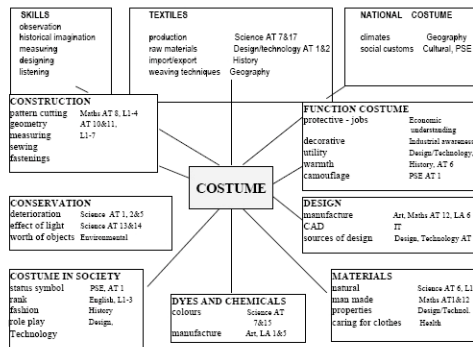 SKILLS
observation
historical imagination
measuring
designing
listening
TEXTILES
production Science AT 7&17
raw materials Design/technology AT 1&2
import/export History
weaving techniques Geography
NATIONAL COSTUME
climates Geography
social customs Cultural, PSE
CONSTRUCTION
pattern cutting Maths AT 8, L1-4
geometry AT 10&11,
measuring L1-7
sewing
fastenings
FUNCTION COSTUME
protective - jobs Economic
understanding
decorative Industrial awareness
utility Design/Technology,
warmth History, AT 6
camouflage PSE AT 1
COSTUME
CONSERVATION
deterioration Science AT 1, 2&5
effect of light Science AT 13&14
worth of objects Environmental
DESIGN
manufacture Art, Maths AT 12, LA 6
CAD IT
sources of design Design, Technology AT
COSTUME IN SOCIETY
status symbol PSE, AT 1
rank English, L1-3
fashion History
role play Design,
Technology
DYES AND CHEMICALS
colours Science AT
7&15
manufacture Art, LA 1&5
MATERIALS
natural Science AT 6, L1
man made Maths AT1&12
properties Design/Technol.
caring for clothes Health